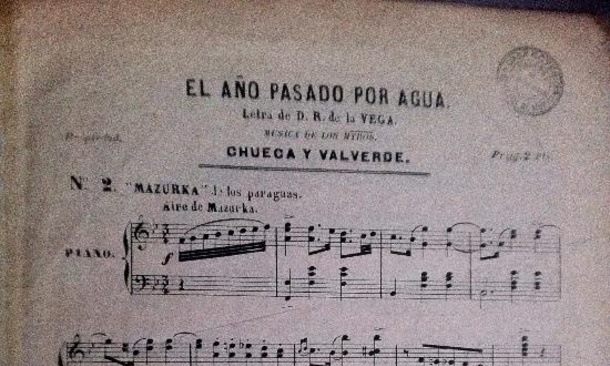 EL AÑO PASADO POR AGUA.
Letra de D. R. de la VEGA.
MUSICA DE LOS MTROS.
CHUECA Y VALVERDE.
Nº 2. "MAZURKA" de los paraguas.
Aire de Mazurka.
PIANO.
f